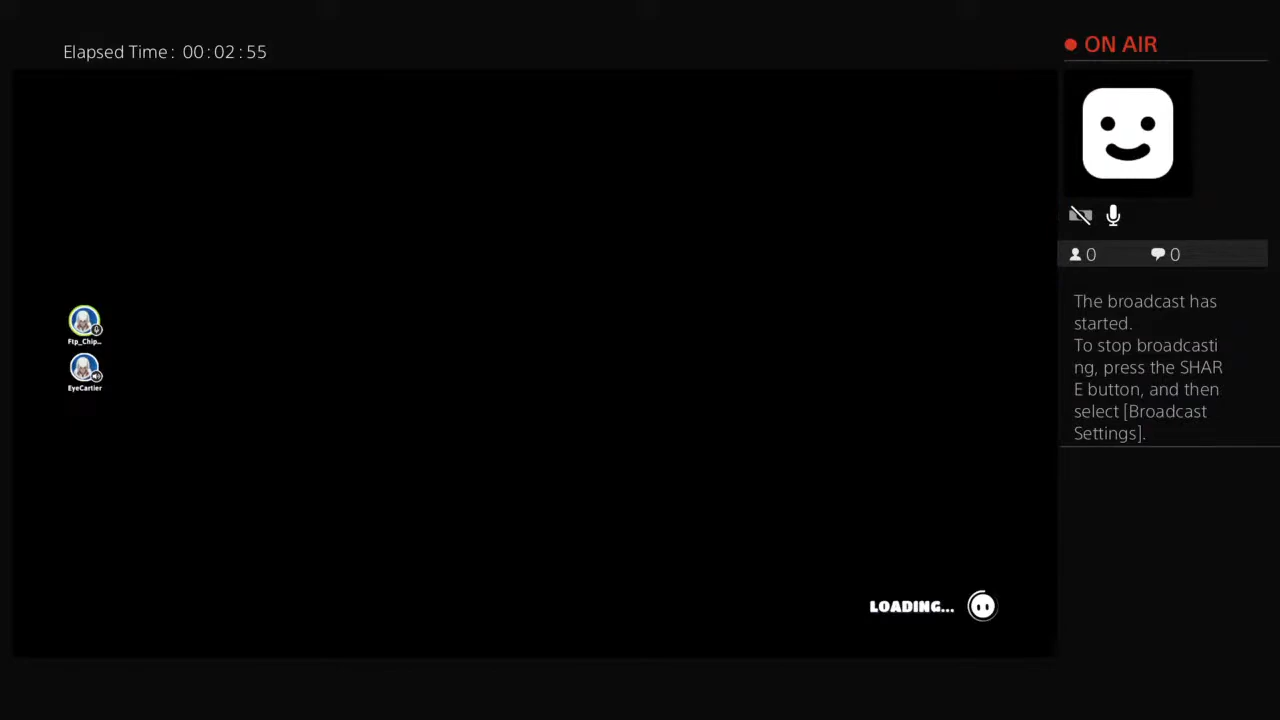 Elapsed Time: 00:02:55
ON AIR
0 0
The broadcast has
started.
To stop broadcasti
ng, press the SHAR
E button, and then
select [Broadcast
Settings].
Ftp_Chip...
EyeCartier
LOADING...